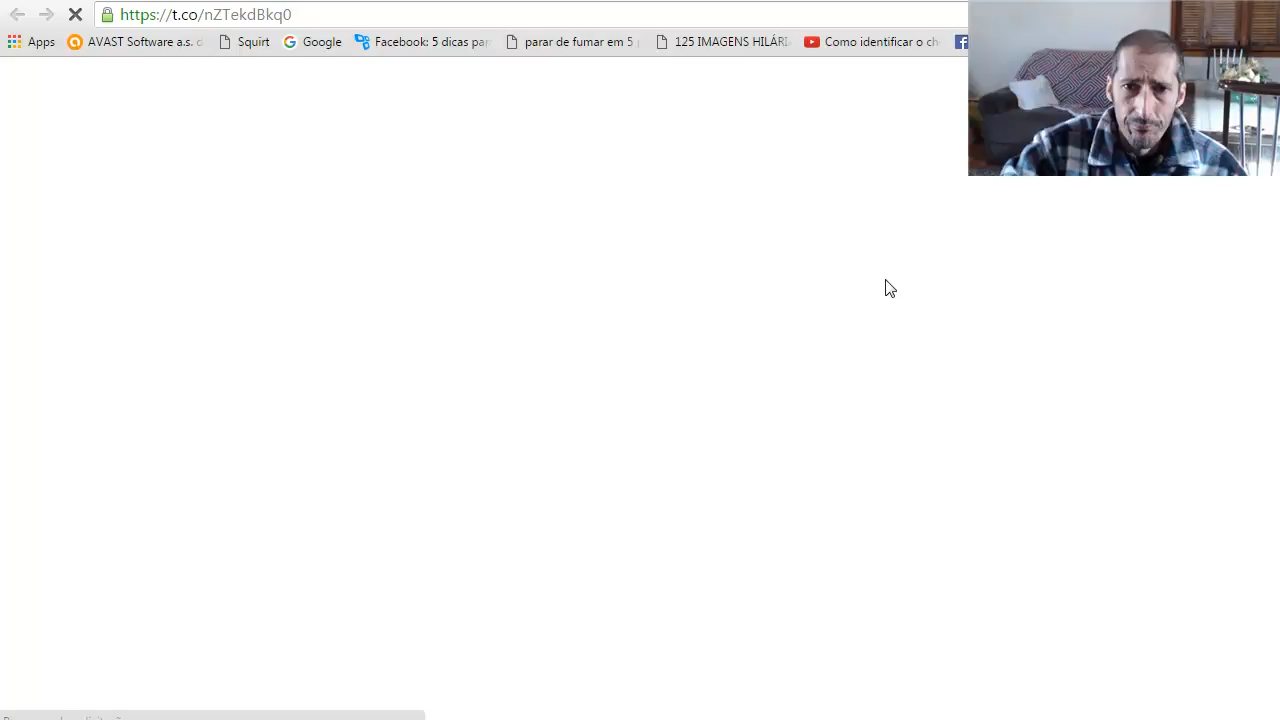 https://t.co/nZTekdBkq0
Apps AVAST Software a.s. Squirt Google Facebook: 5 dicas pa parar de fumar em 5 125 IMAGENS HILÁRI Como identificar o ch